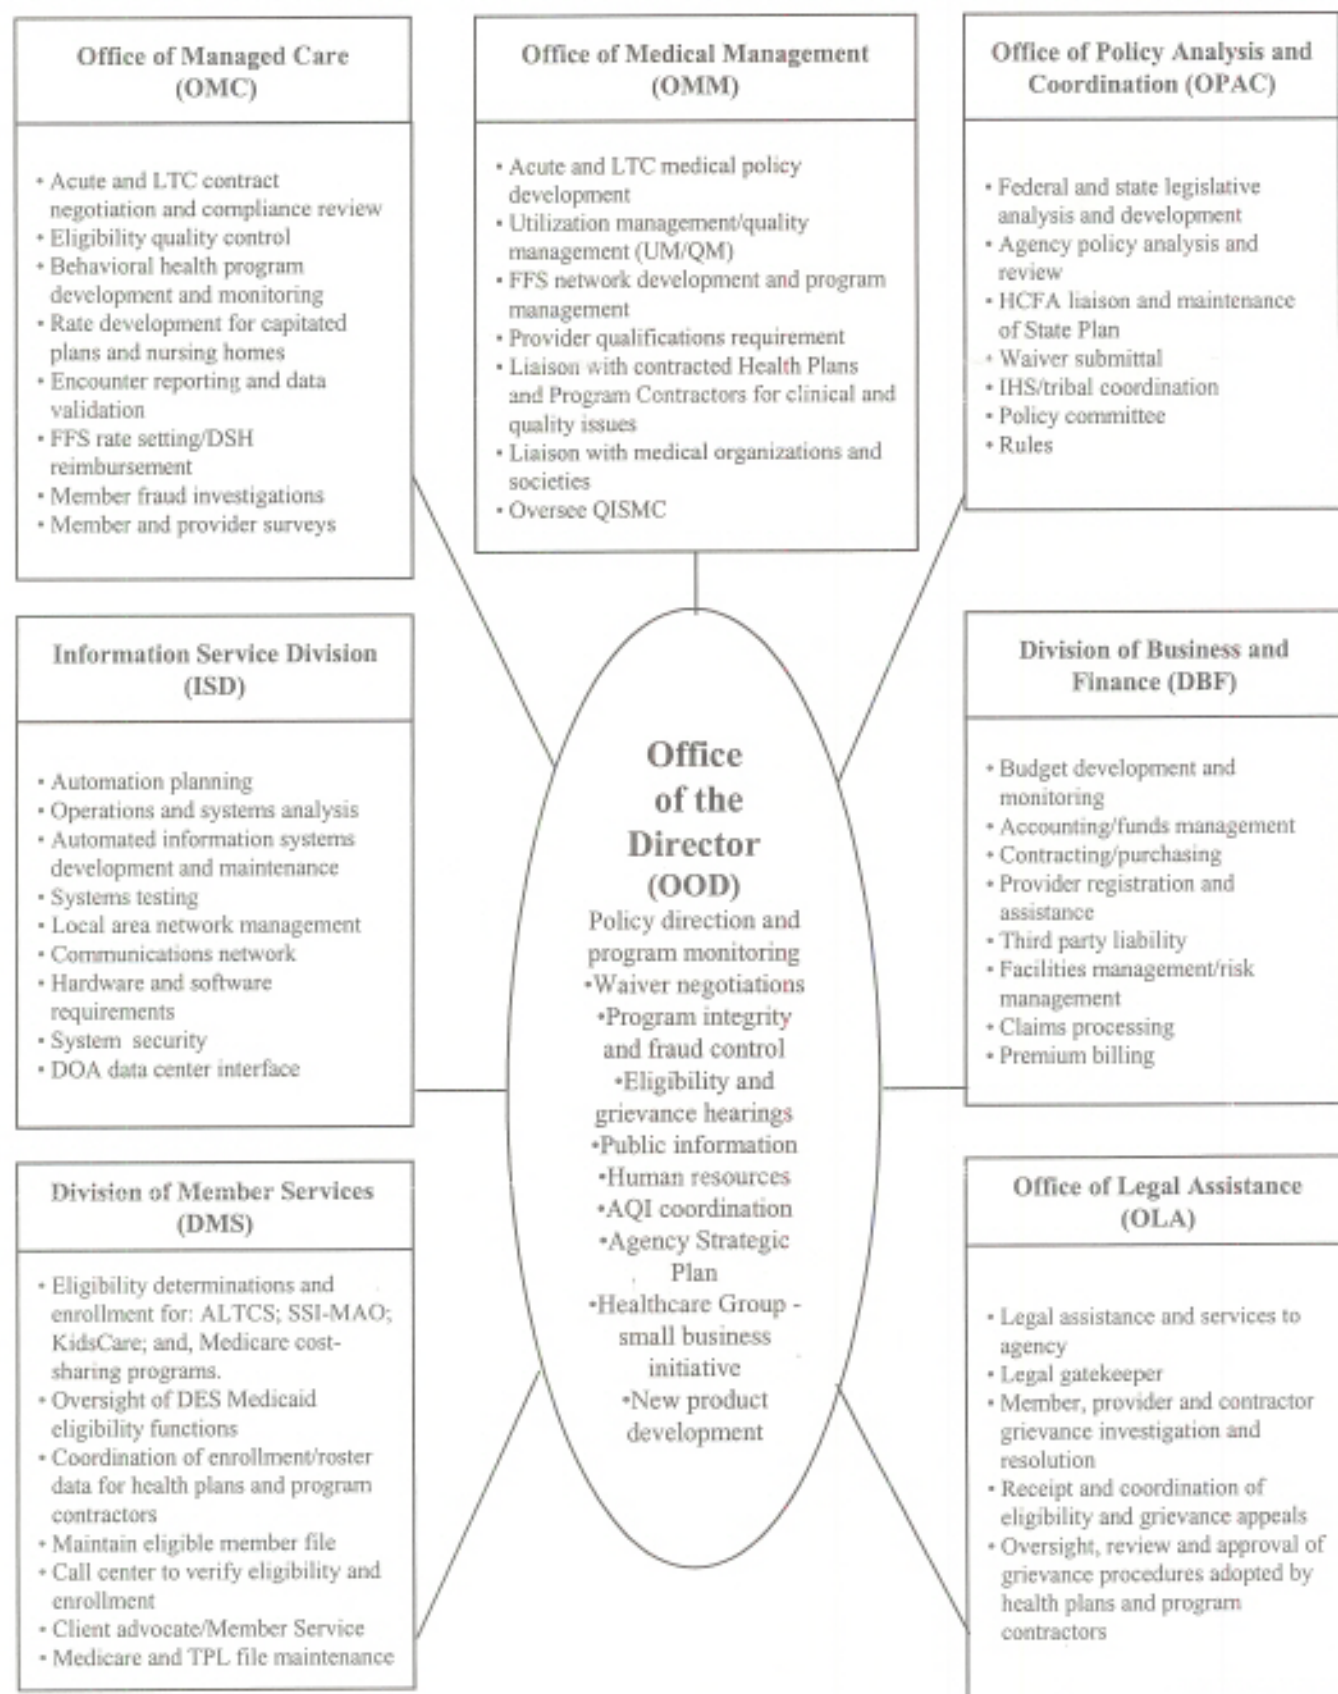 Office of Managed Care
(OMC)
• Acute and LTC contract
negotiation and compliance review
• Eligibility quality control
• Behavioral health program
development and monitoring
• Rate development for capitated
plans and nursing homes
• Encounter reporting and data
validation
• FFS rate setting/DSH
reimbursement
• Member fraud investigations
• Member and provider surveys
Office of Medical Management
(OMM)
• Acute and LTC medical policy
development
• Utilization management/quality
management (UM/QM)
• FFS network development and program
management
• Provider qualifications requirement
• Liaison with contracted Health Plans
and Program Contractors for clinical and
quality issues
• Liaison with medical organizations and
societies
• Oversee QISMC
Office of Policy Analysis and
Coordination (OPAC)
• Federal and state legislative
analysis and development
• Agency policy analysis and
review
• HCFA liaison and maintenance
of State Plan
• Waiver submittal
• IHS/tribal coordination
• Policy committee
• Rules
Information Service Division
(ISD)
• Automation planning
• Operations and systems analysis
• Automated information systems
development and maintenance
• Systems testing
• Local area network management
• Communications network
• Hardware and software
requirements
• System security
• DOA data center interface
Office
of the
Director
(OOD)
Policy direction and
program monitoring
•Waiver negotiations
•Program integrity
and fraud control
•Eligibility and
grievance hearings
•Public information
•Human resources
•AQI coordination
•Agency Strategic
Plan
•Healthcare Group -
small business
initiative
•New product
development
Division of Business and
Finance (DBF)
• Budget development and
monitoring
• Accounting/funds management
• Contracting/purchasing
• Provider registration and
assistance
• Third party liability
• Facilities management/risk
management
• Claims processing
• Premium billing
Division of Member Services
(DMS)
• Eligibility determinations and
enrollment for: ALTCS; SSI-MAO;
KidsCare; and, Medicare cost-
sharing programs.
• Oversight of DES Medicaid
eligibility functions
• Coordination of enrollment/roster
data for health plans and program
contractors
• Maintain eligible member file
• Call center to verify eligibility and
enrollment
• Client advocate/Member Service
• Medicare and TPL file maintenance
Office of Legal Assistance
(OLA)
• Legal assistance and services to
agency
• Legal gatekeeper
• Member, provider and contractor
grievance investigation and
resolution
• Receipt and coordination of
eligibility and grievance appeals
• Oversight, review and approval of
grievance procedures adopted by
health plans and program
contractors